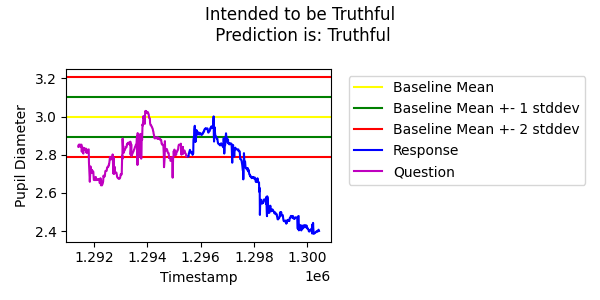 Intended to be Truthful
Prediction is: Truthful
3.2
3.0
2.8
2.6
2.4
Pupil Diameter
1.292 1.294 1.296 1.298 1.300
1e6
Timestamp
Baseline Mean
Baseline Mean +- 1 stddev
Baseline Mean +- 2 stddev
Response
Question